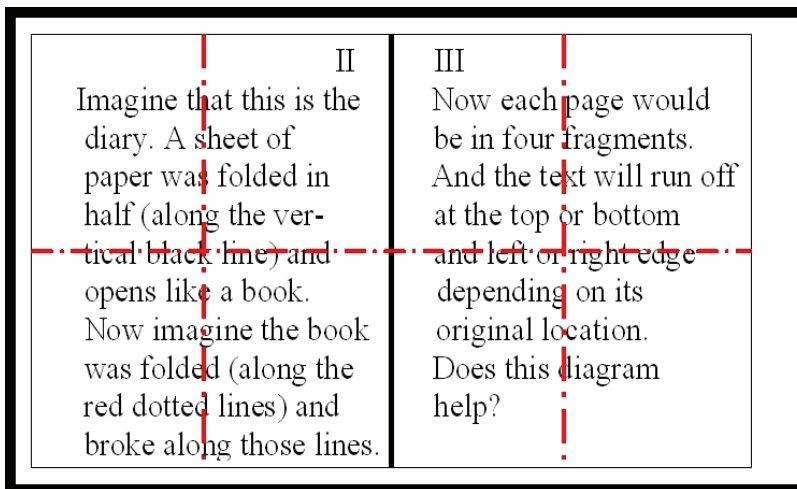 II
Imagine that this is the
diary. A sheet of
paper was folded in
half (along the ver-
tical black line) and
opens like a book.
Now imagine the book
was folded (along the
red dotted lines) and
broke along those lines.
III
Now each page would
be in four fragments.
And the text will run off
at the top or bottom
and left or right edge
depending on its
original location.
Does this diagram
help?